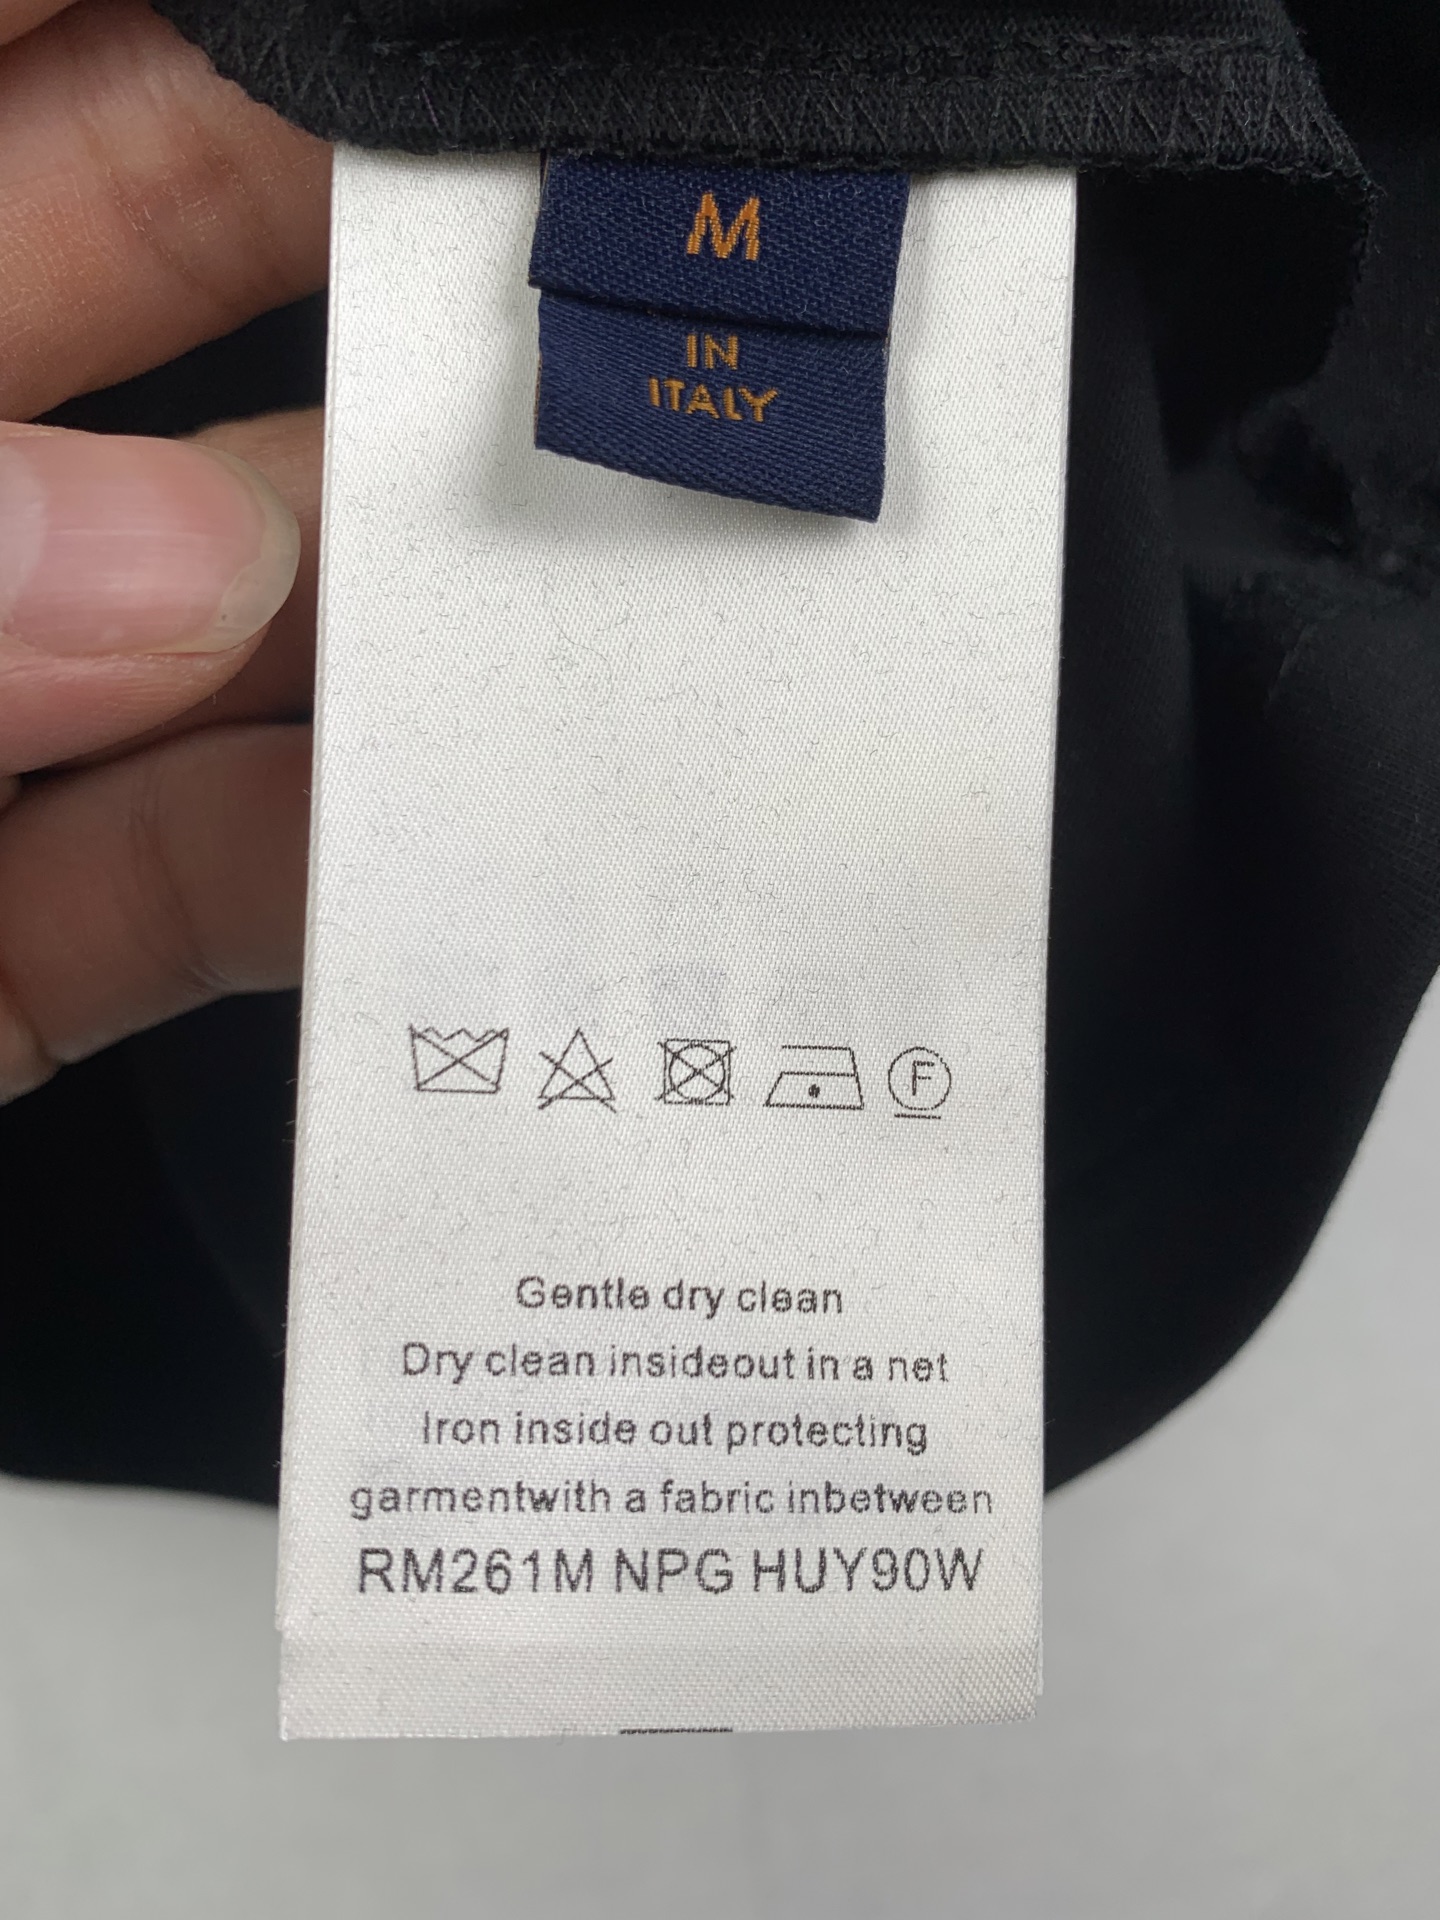 M
IN
ITALY
F
Gentle dry clean
Dry clean insideout in a net
Iron inside out protecting
garmentwith a fabric inbetween
RM261M NPG HUY90W